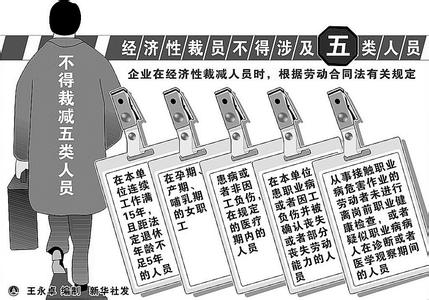 经济性裁员不得涉及五类人员
企业在经济性裁减人员时，根据劳动合同法有关规定
不得裁减五类人员
在本单位连续工作满15年，且距法定退休年龄不足5年的人员
在孕期、产期、哺乳期的女职工
患病或者非因工负伤，在规定的医疗期内的人员
在本单位患职业病或者因工负伤并被确认丧失或者部分丧失劳动能力的人员
从事接触职业病危害作业的劳动者未进行离岗前职业健康检查，或者疑似职业病病人在诊断或者医学观察期间的人员
王永卓 编制 新华社发